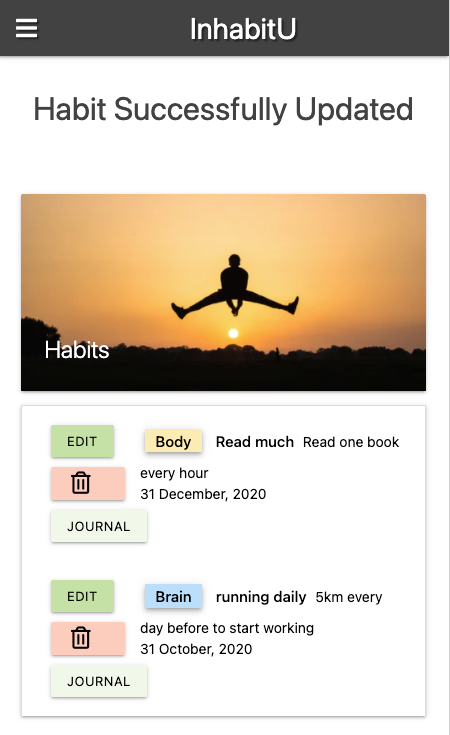 InhabitU
Habit Successfully Updated
Habits
EDIT
Body Read much Read one book
every hour
31 December, 2020
JOURNAL
EDIT
Brain running daily 5km every
day before to start working
31 October, 2020
JOURNAL